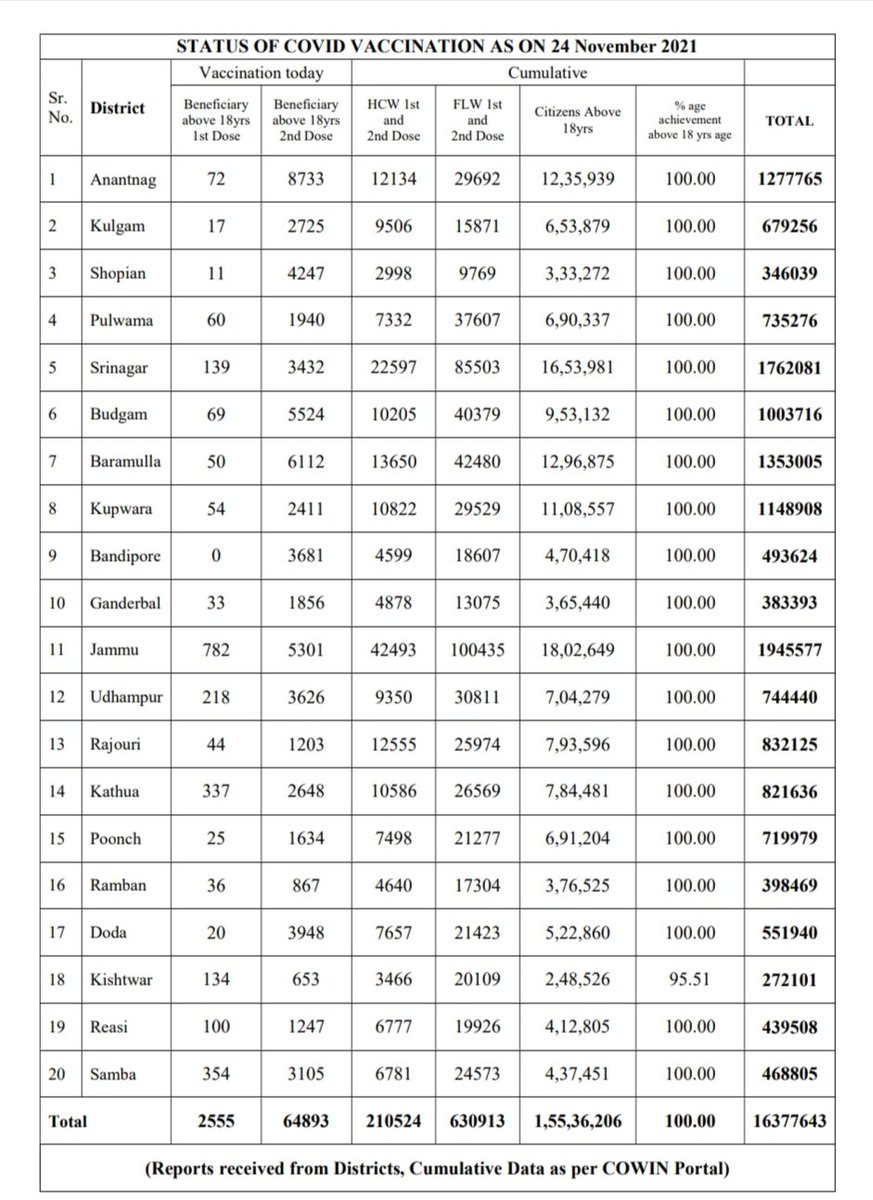 STATUS OF COVID VACCINATION AS ON 24 November 2021
Sr. No. District Vaccination today Cumulative
Beneficiary above 18yrs 1st Dose Beneficiary above 18yrs 2nd Dose HCW 1st and 2nd Dose FLW 1st and 2nd Dose Citizens Above 18yrs % age achievement above 18 yrs age TOTAL
1 Anantnag 72 8733 12134 29692 12,35,939 100.00 1277765
2 Kulgam 17 2725 9506 15871 6,53,879 100.00 679256
3 Shopian 11 4247 2998 9769 3,33,272 100.00 346039
4 Pulwama 60 1940 7332 37607 6,90,337 100.00 735276
5 Srinagar 139 3432 22597 85503 16,53,981 100.00 1762081
6 Budgam 69 5524 10205 40379 9,53,132 100.00 1003716
7 Baramulla 50 6112 13650 42480 12,96,875 100.00 1353005
8 Kupwara 54 2411 10822 29529 11,08,557 100.00 1148908
9 Bandipore 0 3681 4599 18607 4,70,418 100.00 493624
10 Ganderbal 33 1856 4878 13075 3,65,440 100.00 383393
11 Jammu 782 5301 42493 100435 18,02,649 100.00 1945577
12 Udhampur 218 3626 9350 30811 7,04,279 100.00 744440
13 Rajouri 44 1203 12555 25974 7,93,596 100.00 832125
14 Kathua 337 2648 10586 26569 7,84,481 100.00 821636
15 Poonch 25 1634 7498 21277 6,91,204 100.00 719979
16 Ramban 36 867 4640 17304 3,76,525 100.00 398469
17 Doda 20 3948 7657 21423 5,22,860 100.00 551940
18 Kishtwar 134 653 3466 20109 2,48,526 95.51 272101
19 Reasi 100 1247 6777 19926 4,12,805 100.00 439508
20 Samba 354 3105 6781 24573 4,37,451 100.00 468805
Total 2555 64893 210524 630913 1,55,36,206 100.00 16377643
(Reports received from Districts, Cumulative Data as per COWIN Portal)